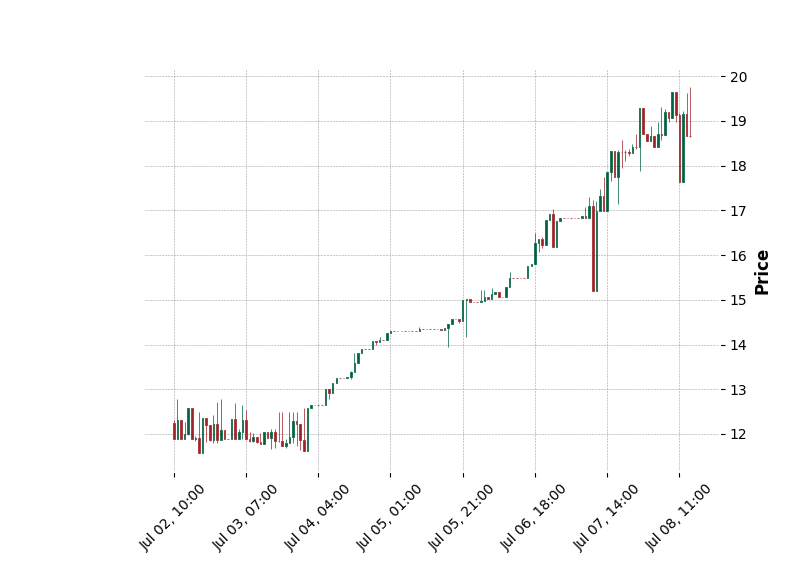 20
19
18
17
16
15
14
13
12
Price
Jul 02, 10:00
Jul 03, 07:00
Jul 04, 04:00
Jul 05, 01:00
Jul 05, 21:00
Jul 06, 18:00
Jul 07, 14:00
Jul 08, 11:00